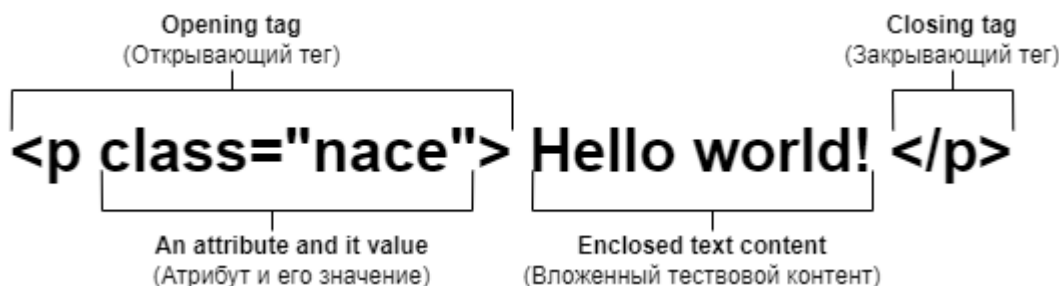 Opening tag
(Открывающий тег)
Closing tag
(Закрывающий тег)
<p class="nace"> Hello world! </p>
An attribute and it value
(Атрибут и его значение)
Enclosed text content
(Вложенный тествовой контент)